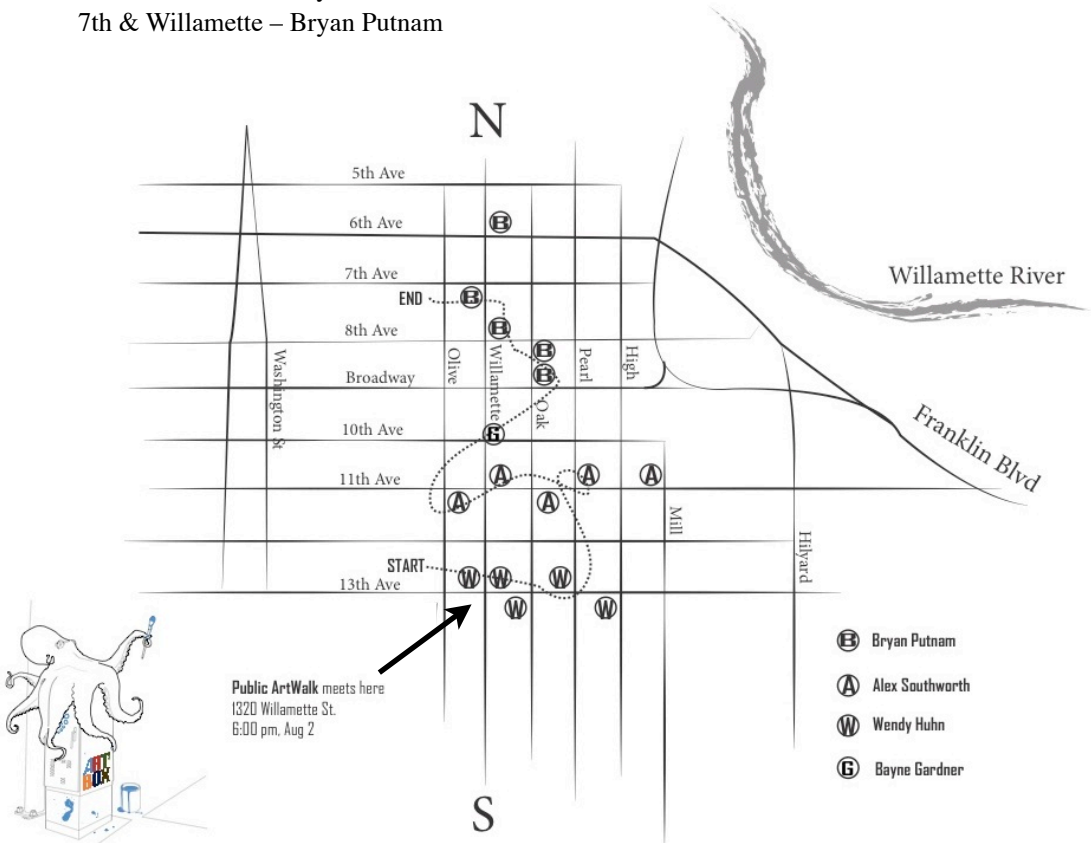 7th & Willamette – Bryan Putnam
N
5th Ave
6th Ave
B
7th Ave
Willamette River
END
B
8th Ave
B
B
Olive
Willamette
Pearl
High
Washington St
Broadway
B
Oak
10th Ave
G
Franklin Blvd
11th Ave
A
A
A
A
A
Mill
Hilyard
START
13th Ave
W
W
W
W
W
B Bryan Putnam
A Alex Southworth
W Wendy Huhn
G Bayne Gardner
Public ArtWalk meets here
1320 Willamette St.
6:00 pm, Aug 2
ART
BOX
S